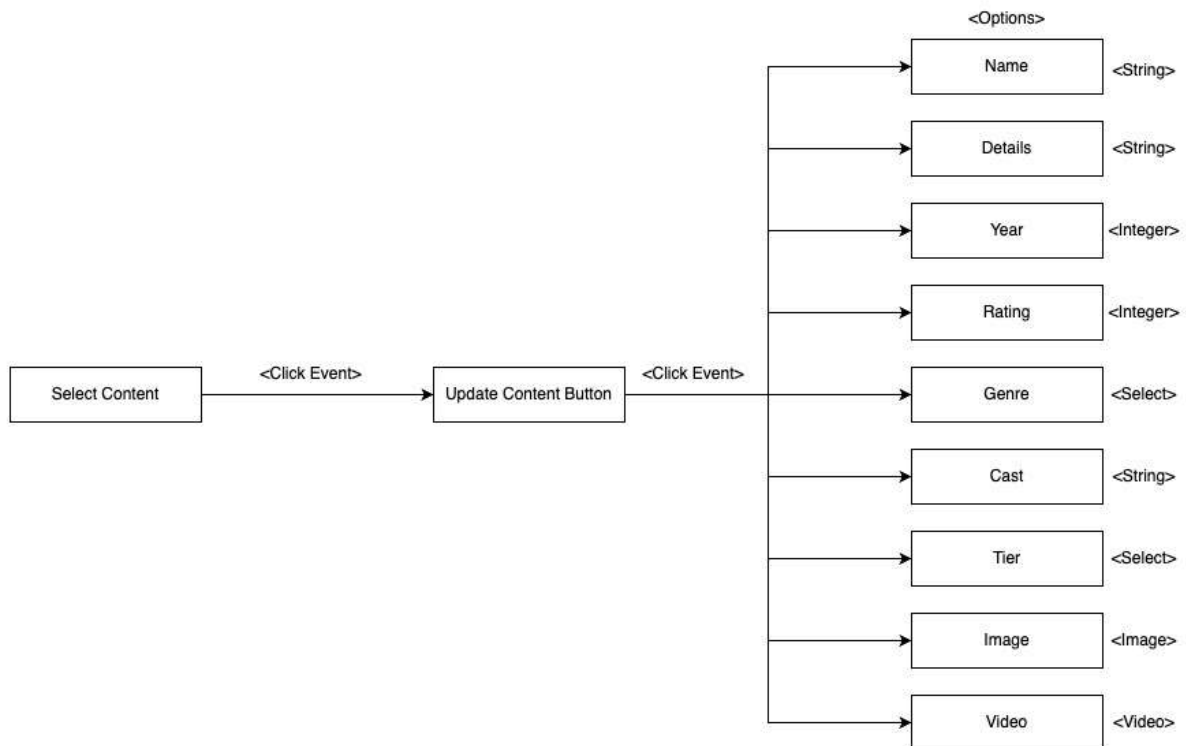 <Options>
Name <String>
Details <String>
Year <Integer>
Rating <Integer>
Select Content <Click Event> Update Content Button <Click Event> Genre <Select>
Cast <String>
Tier <Select>
Image <Image>
Video <Video>